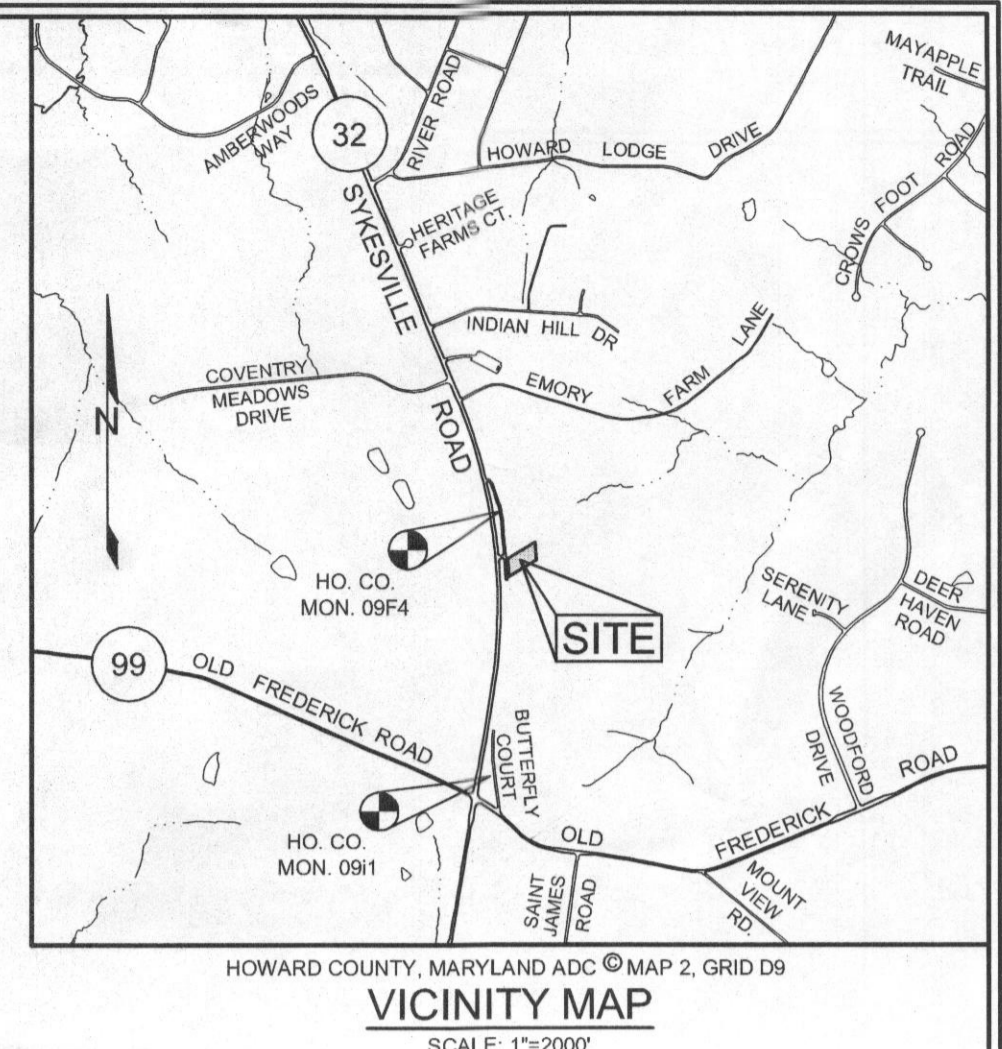 MAYAPPLE
TRAIL
AMBERWOODS
WAY
32
RIVER ROAD
HOWARD LODGE DRIVE
CROWS FOOT ROAD
HERITAGE
FARMS CT.
SYKESVILLE ROAD
INDIAN HILL DR
COVENTRY
MEADOWS
DRIVE
EMORY FARM LANE
N
HO. CO.
MON. 09F4
SITE
SERENITY
LANE
DEER
HAVEN
ROAD
99
OLD FREDERICK ROAD
BUTTERFLY
COURT
WOODFORD
DRIVE
HO. CO.
MON. 09i1
OLD FREDERICK ROAD
SAINT
JAMES
ROAD
MOUNT
VIEW
RD.
HOWARD COUNTY, MARYLAND ADC © MAP 2, GRID D9
VICINITY MAP
SCALE: 1"=2000'